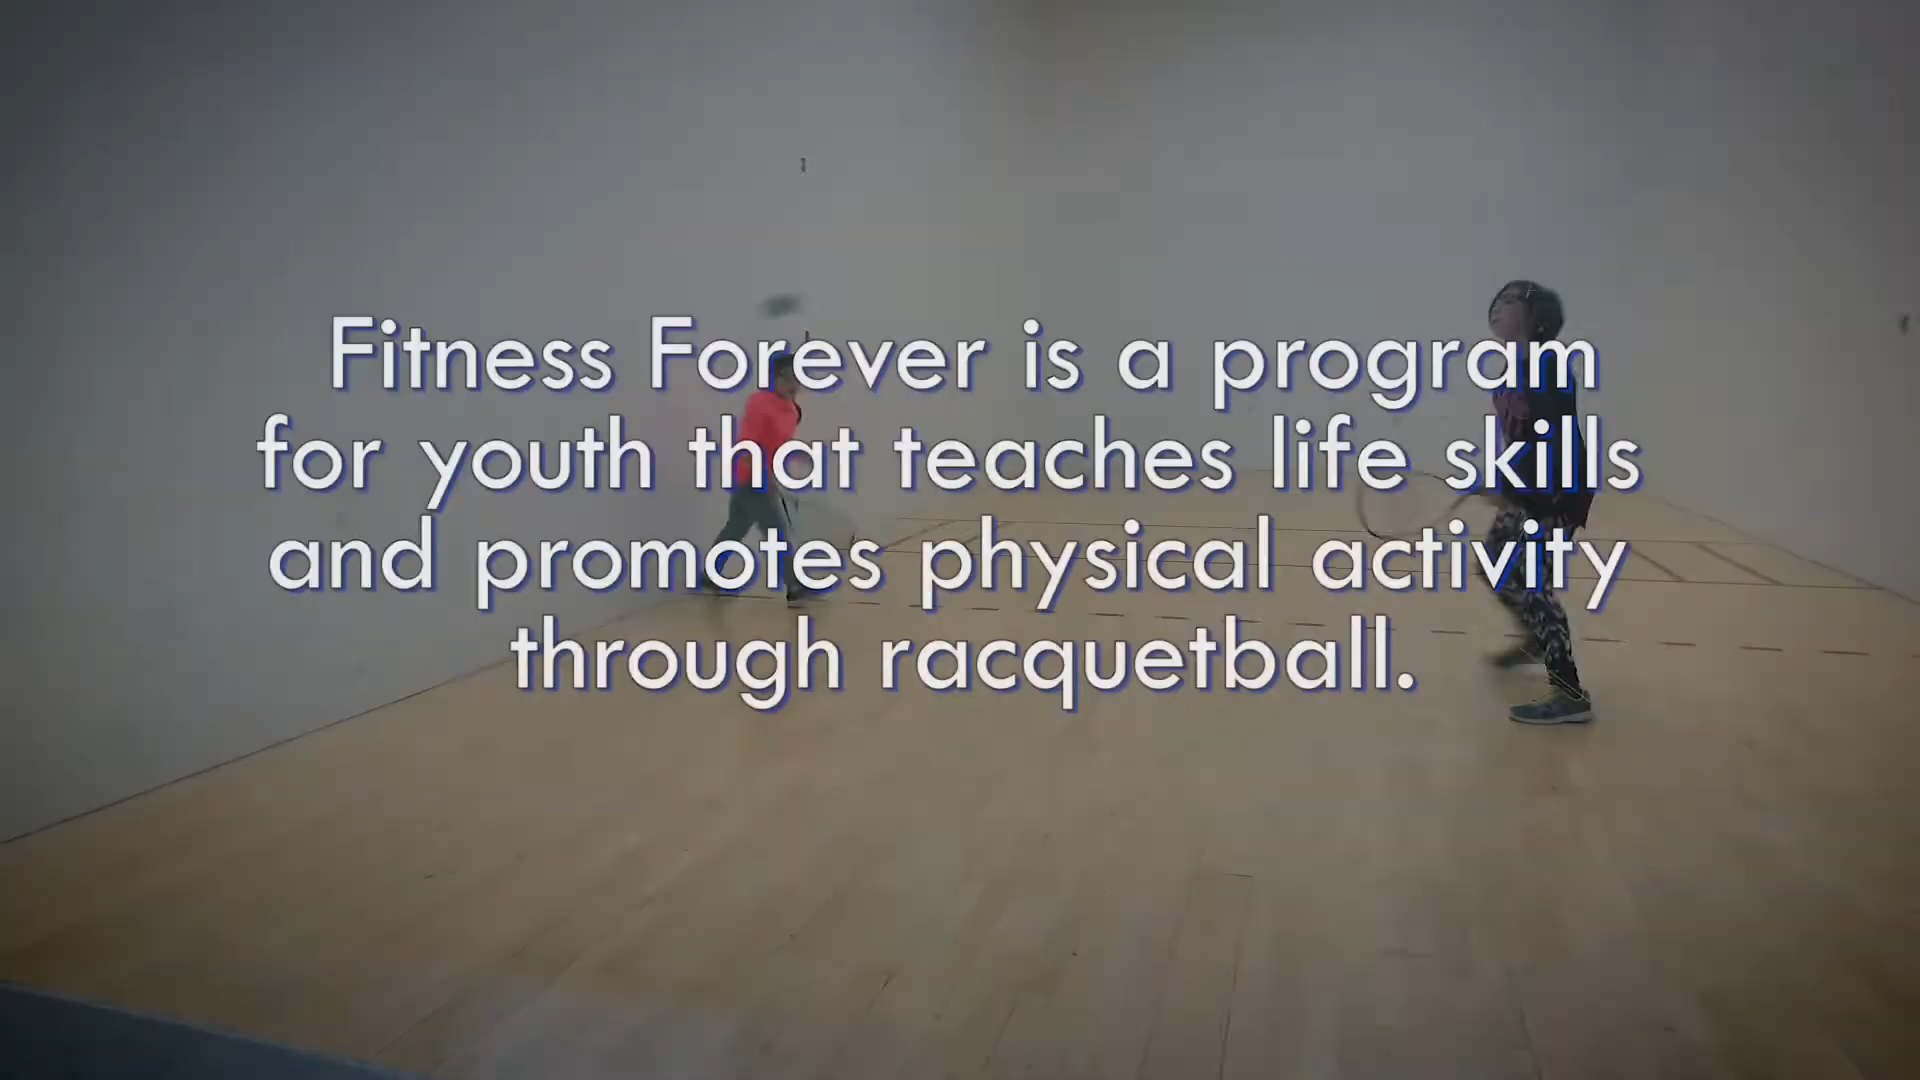 Fitness Forever is a program
for youth that teaches life skills
and promotes physical activity
through racquetball.